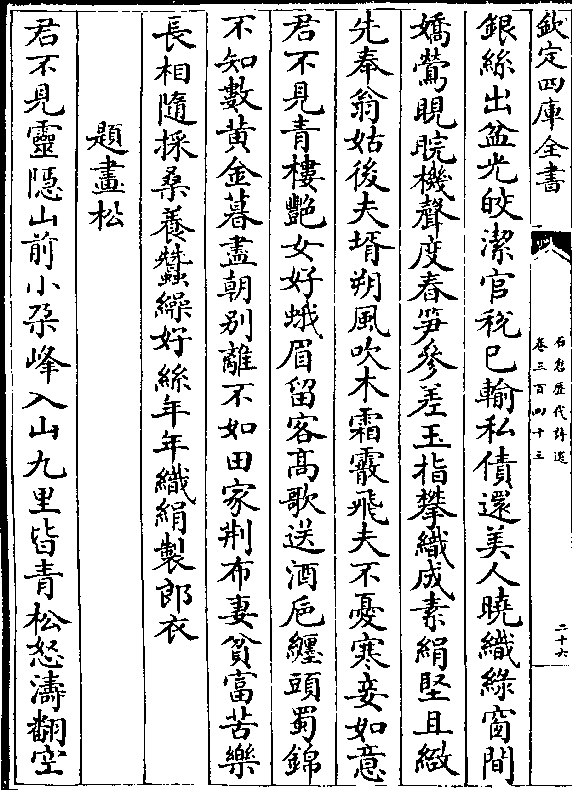 欽定四庫全書
石倉歷代詩選
卷三百四十三
二十六
銀絲出盆光皎潔官稅已輸私債還美人曉織綠窗間
嬌鶯睍睆機聲度春笋參差玉指攀織成素絹堅且緻
先奉翁姑後夫壻朔風吹木霜霰飛夫不憂寒妾如意
君不見青樓艷女好蛾眉留客高歌送酒巵纏頭蜀錦
不知數黃金暮盡朝别離不如田家荆布妻貧富苦樂
長相隨採桑養蠶繰好絲年年織絹製郎衣
題畫松
君不見靈隠山前小朶峰入山九里皆青松怒濤翻空